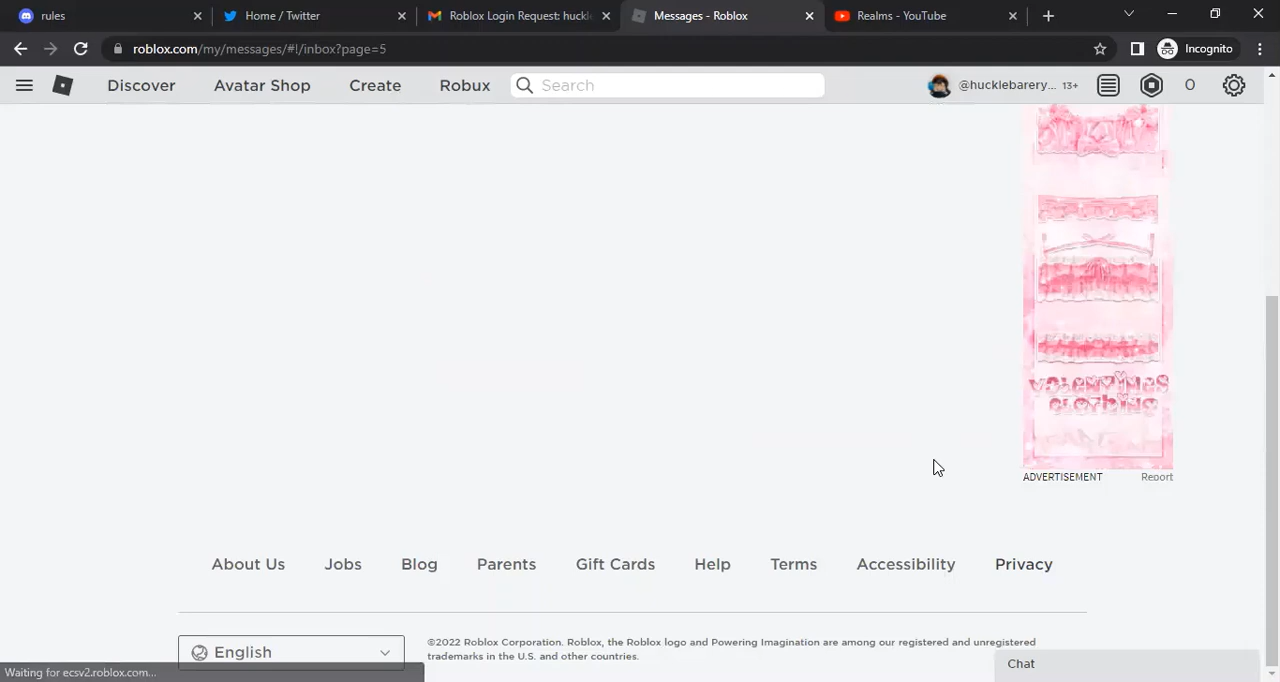 rules
Home / Twitter
Roblox Login Request: huckle
Messages - Roblox
Realms - YouTube
roblox.com/my/messages/#!/inbox?page=5
Incognito
Discover
Avatar Shop
Create
Robux
Search
@hucklebarery... 13+
0
VALENTINES
CLOTHING
ADVERTISEMENT
Report
About Us
Jobs
Blog
Parents
Gift Cards
Help
Terms
Accessibility
Privacy
English
©2022 Roblox Corporation. Roblox, the Roblox logo and Powering Imagination are among our registered and unregistered
trademarks in the U.S. and other countries.
Chat
Waiting for ecsv2.roblox.com...